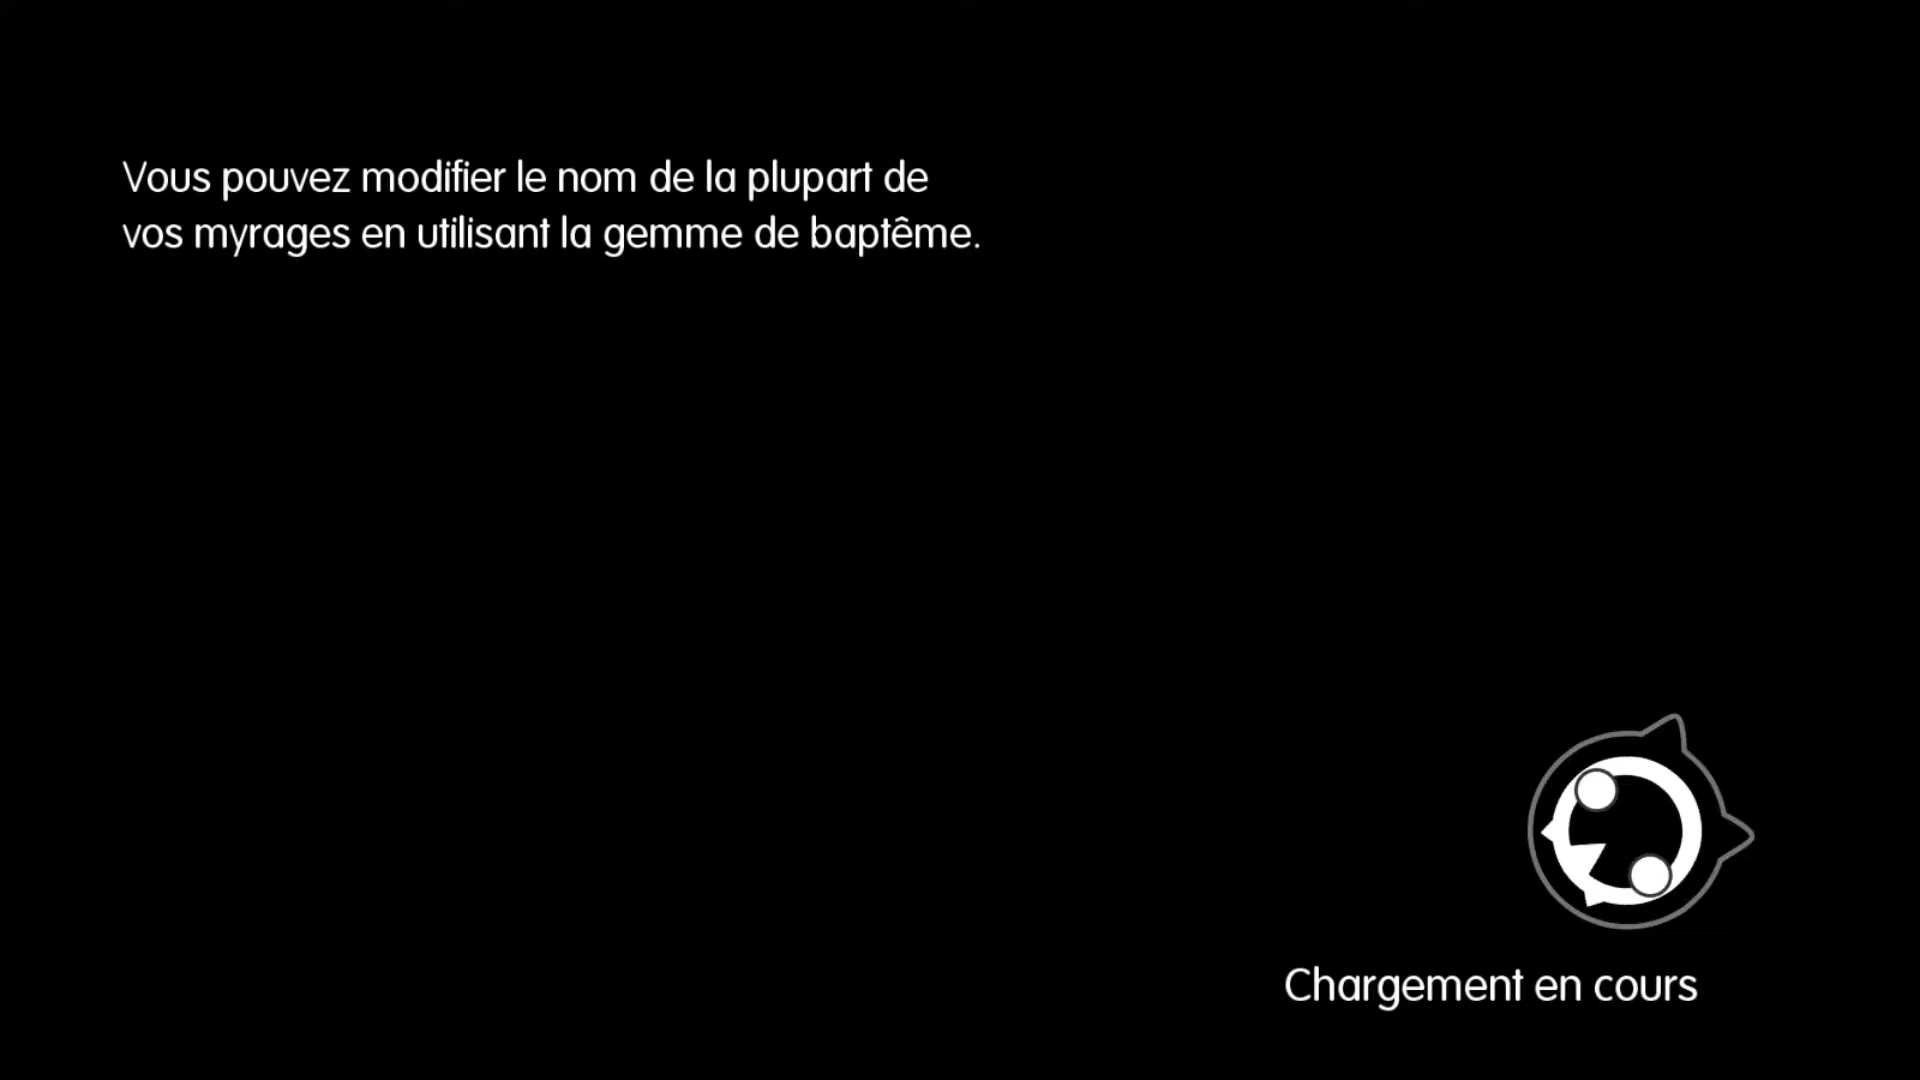 Vous pouvez modifier le nom de la plupart de
vos myrages en utilisant la gemme de baptême.
Chargement en cours